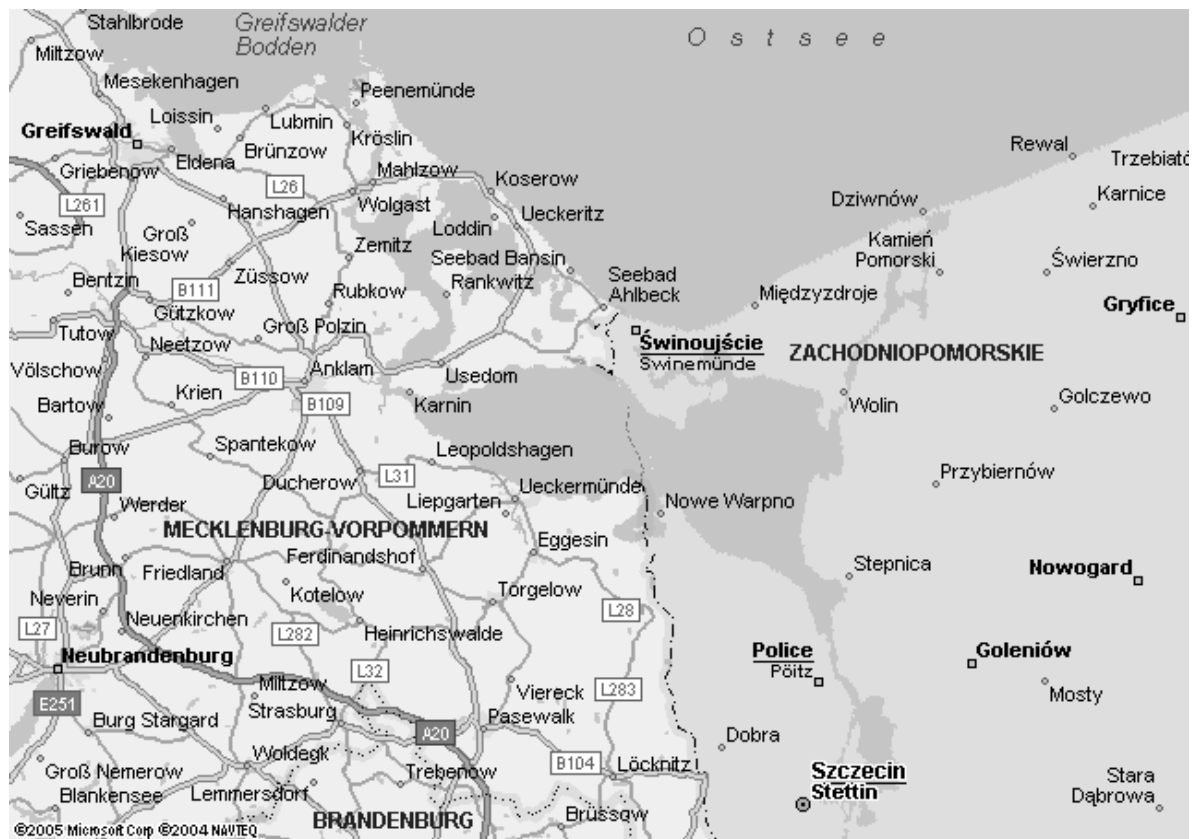 Stahlbrode
Greifswalder
Bodden
O s t s e e
Miltzow
Mesekenhagen
Peenemünde
Loissin
Lubmin
Greifswald
Kröslin
Brünzow
Rewal
Eldena
Trzebiató
Griebenow
Mahlzow
Koserow
L26
L261
Wolgast
Dziwnów
Karnice
Hanshagen
Ueckeritz
Sassen
Groß
Kiesow
Loddin
Kamień
Pomorski
Zemitz
Seebad Bansin
Świerzno
Züssow
Seebad
Ahlbeck
Bentzin
Rankwitz
B111
Rubkow
Międzyzdroje
Gryfice
Gützkow
Groß Polzin
Tutow
Neetzow
Świnoujście
Swinemünde
ZACHODNIOPOMORSKIE
Völschow
Anklam
Usedom
B110
Krien
Karnin
Wolin
Golczewo
Bartow
B109
Burow
Spantekow
Leopoldshagen
Przybiernów
A20
Ducherow
L31
Gültz
Ueckermünde
Werder
Liepgarten
Nowe Warpno
MECKLENBURG-VORPOMMERN
Ferdinandshof
Eggesin
Brunn
Friedland
Stepnica
Nowogard
Kotelow
Torgelow
Neverin
Neuenkirchen
L28
L27
L282
Heinrichswalde
Neubrandenburg
Police
Pölitz
Goleniów
L32
Miltzow
Viereck
L283
Mosty
E251
Strasburg
Burg Stargard
Pasewalk
A20
Dobra
Woldegk
B104
Löcknitz
Groß Nemerow
Trebenow
Szczecin
Stettin
Stara
Dąbrowa
Blankensee
Lemmersdorf
BRANDENBURG
Brüssow
©2005 Microsoft Corp ©2004 NAVTEQ